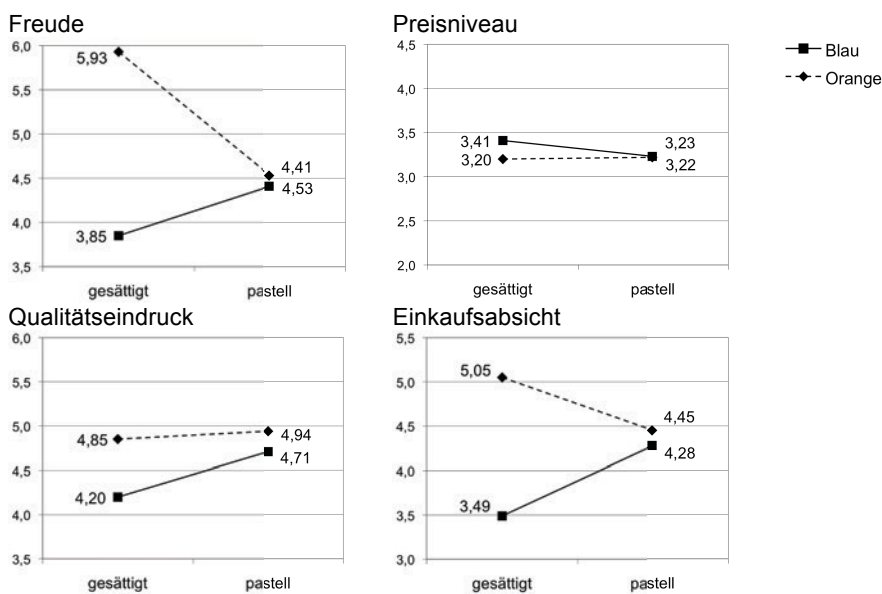 Freude
6,0
5,5
5,0
4,5
4,0
3,5
5,93
4,41
4,53
3,85
gesättigt
pastell
Preisniveau
4,5
4,0
3,5
3,0
2,5
2,0
3,41
3,20
3,23
3,22
gesättigt
pastell
Blau
Orange
Qualitätseindruck
6,0
5,5
5,0
4,5
4,0
3,5
4,85
4,94
4,71
4,20
gesättigt
pastell
Einkaufsabsicht
5,5
5,0
4,5
4,0
3,5
3,0
5,05
4,45
4,28
3,49
gesättigt
pastell